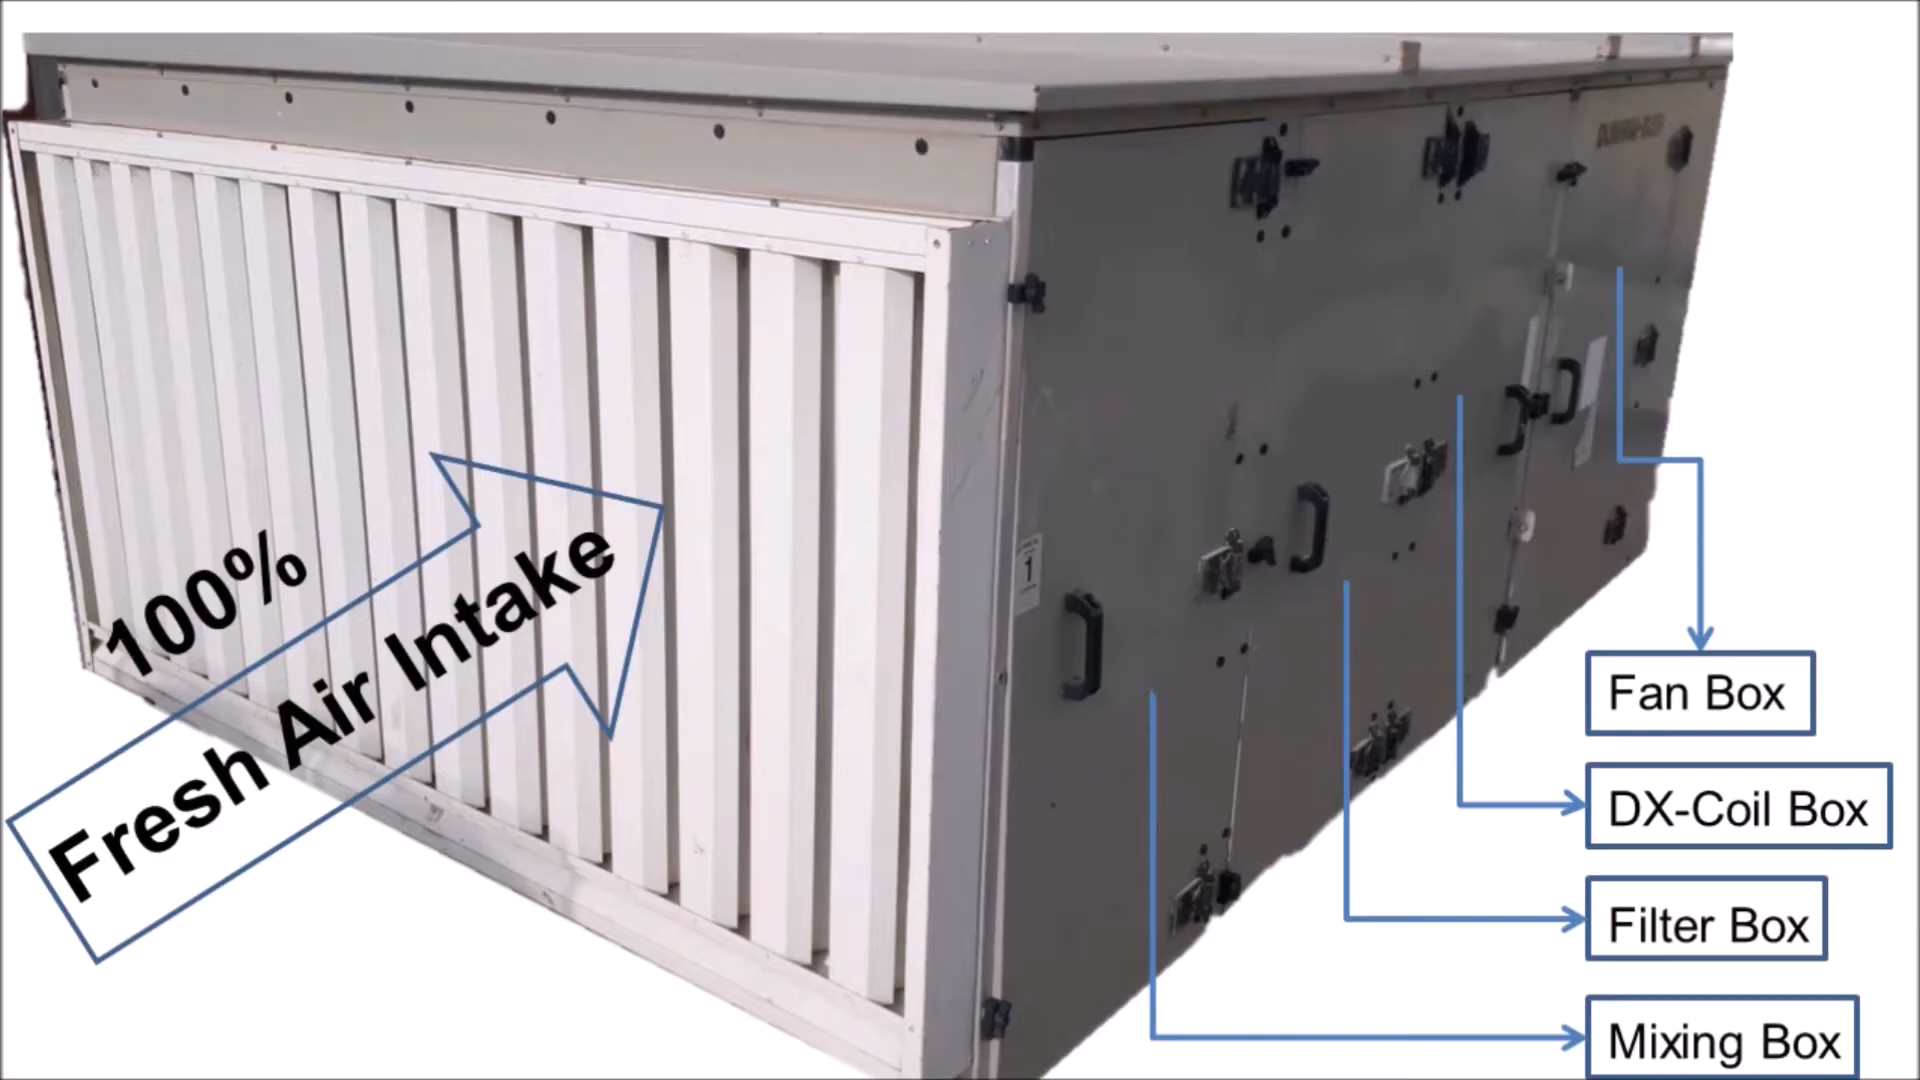 100%
Fresh Air Intake
1
Fan Box
DX-Coil Box
Filter Box
Mixing Box